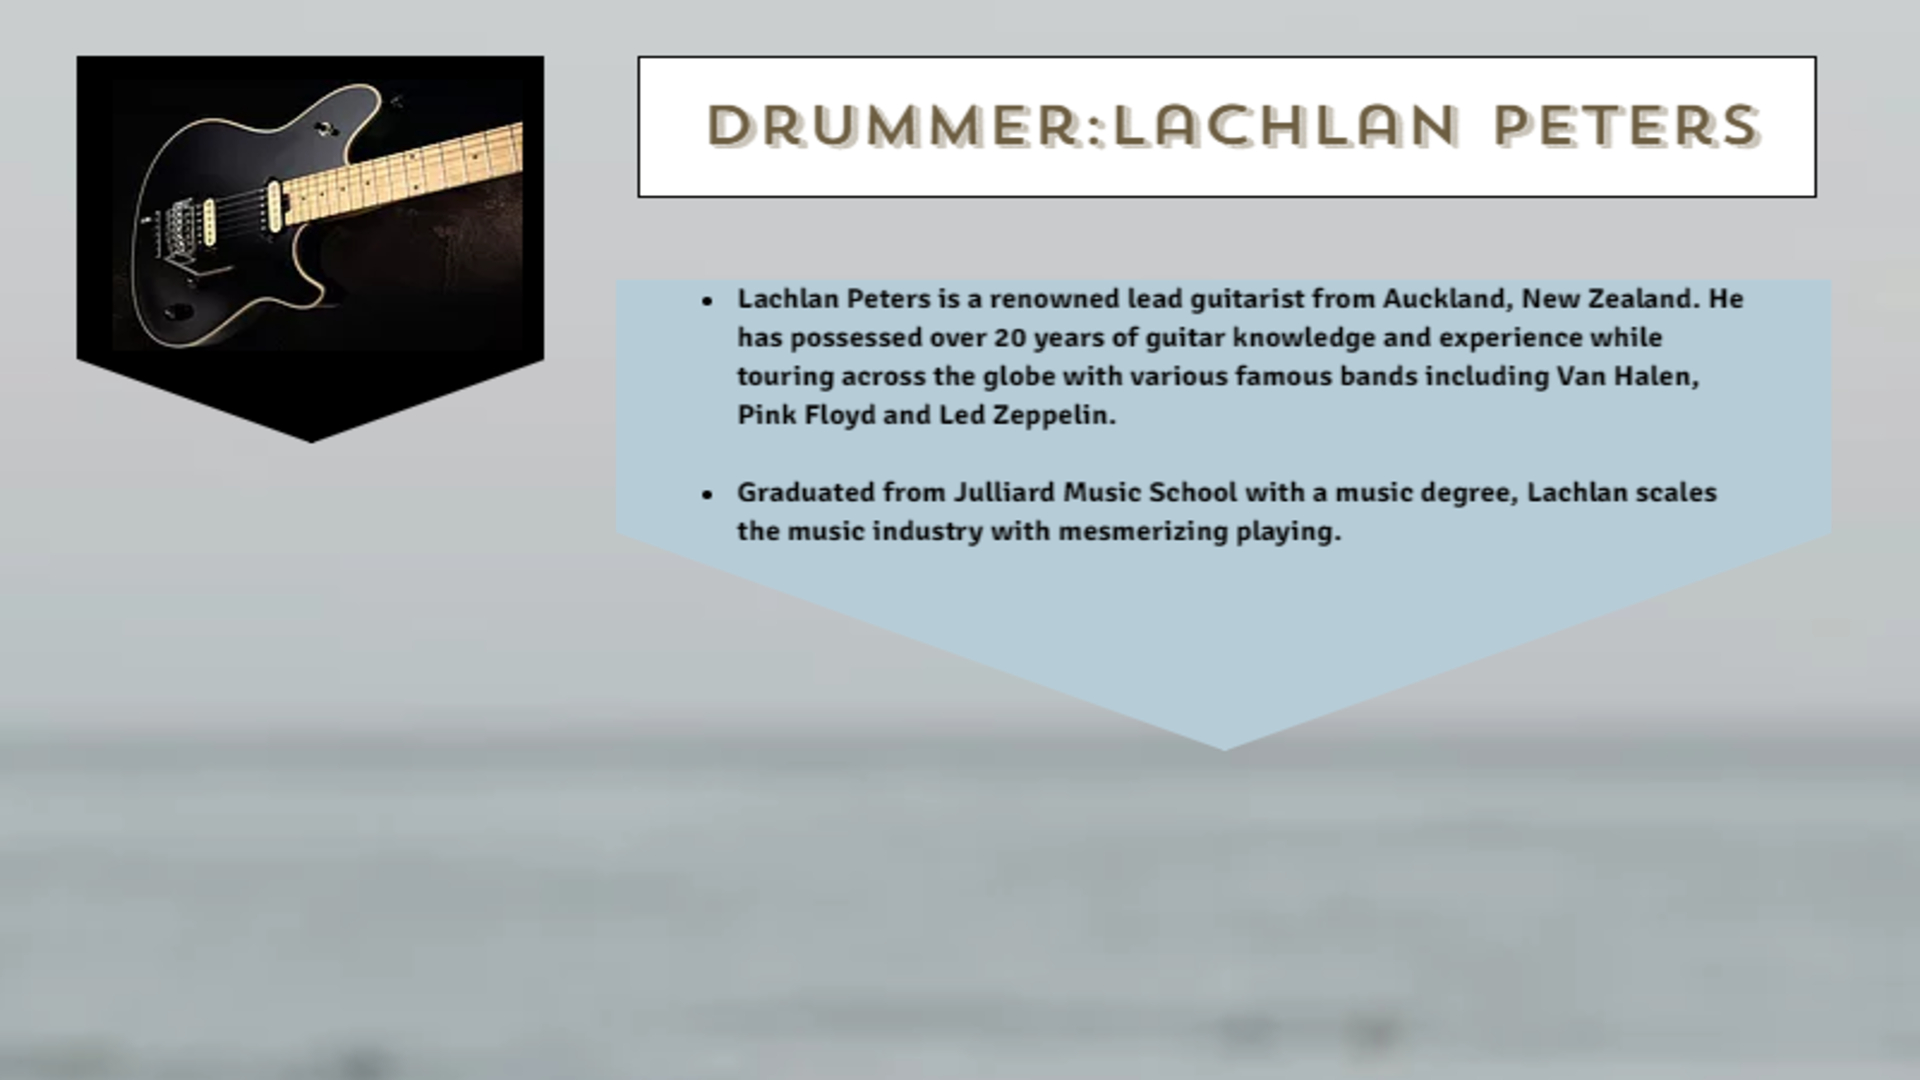 DRUMMER:LACHLAN PETERS
• Lachlan Peters is a renowned lead guitarist from Auckland, New Zealand. He
has possessed over 20 years of guitar knowledge and experience while
touring across the globe with various famous bands including Van Halen,
Pink Floyd and Led Zeppelin.
• Graduated from Julliard Music School with a music degree, Lachlan scales
the music industry with mesmerizing playing.